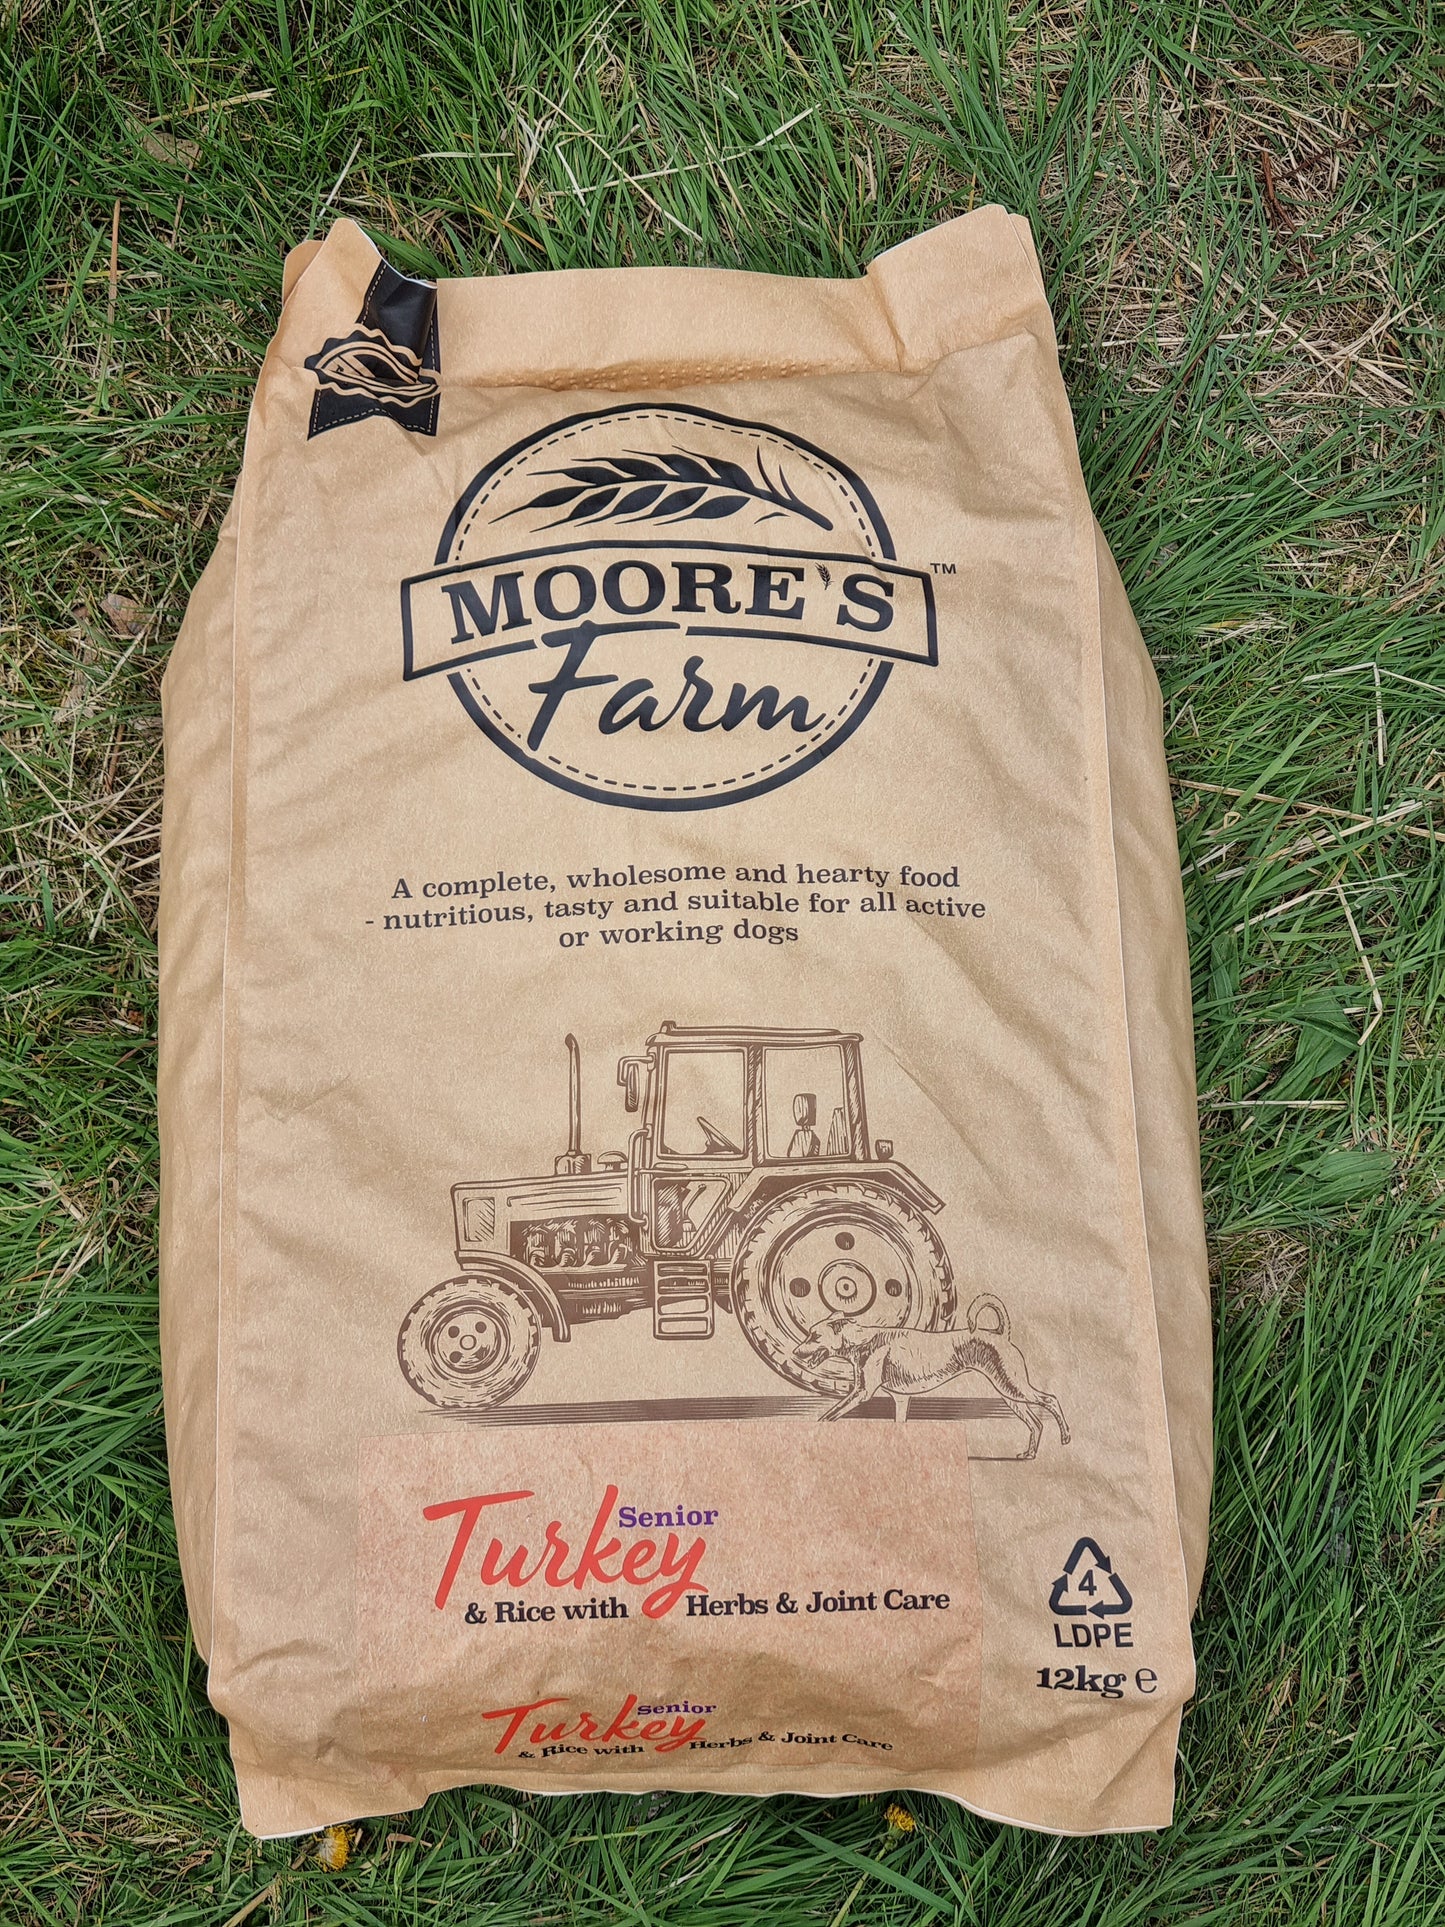 MOORE'S ™
Farm
A complete, wholesome and hearty food
- nutritious, tasty and suitable for all active
or working dogs
Senior
Turkey
& Rice with Herbs & Joint Care
4
LDPE
12kg ℮
Senior
Turkey
& Rice with Herbs & Joint Care